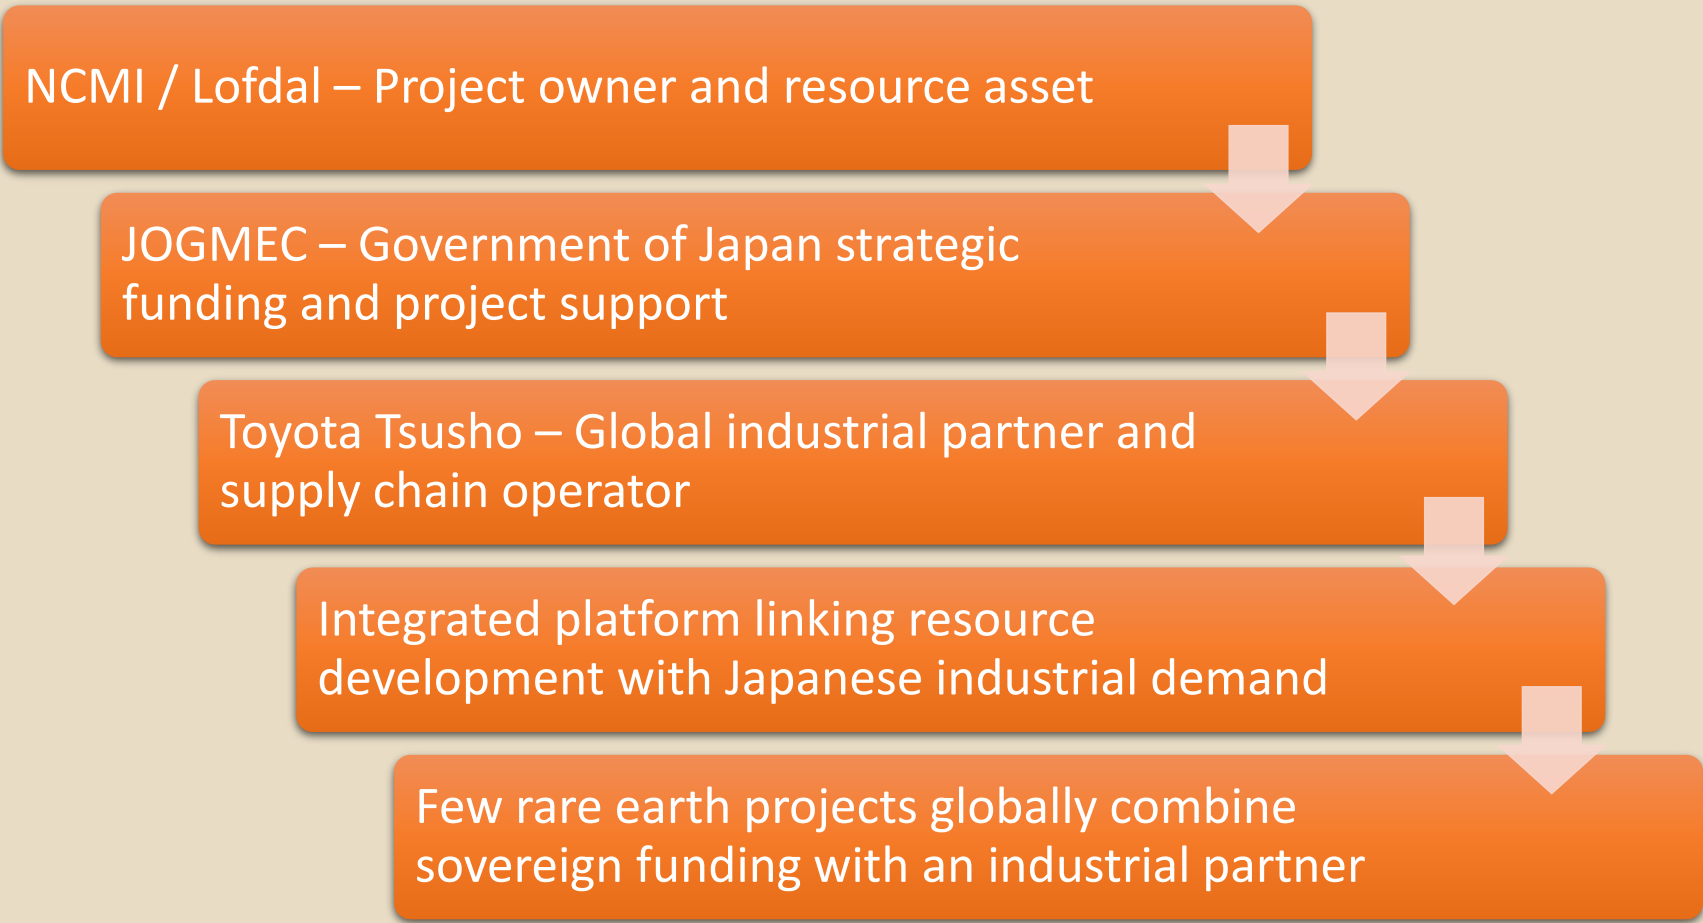 NCMI / Lofdal – Project owner and resource asset
JOGMEC – Government of Japan strategic
funding and project support
Toyota Tsusho – Global industrial partner and
supply chain operator
Integrated platform linking resource
development with Japanese industrial demand
Few rare earth projects globally combine
sovereign funding with an industrial partner